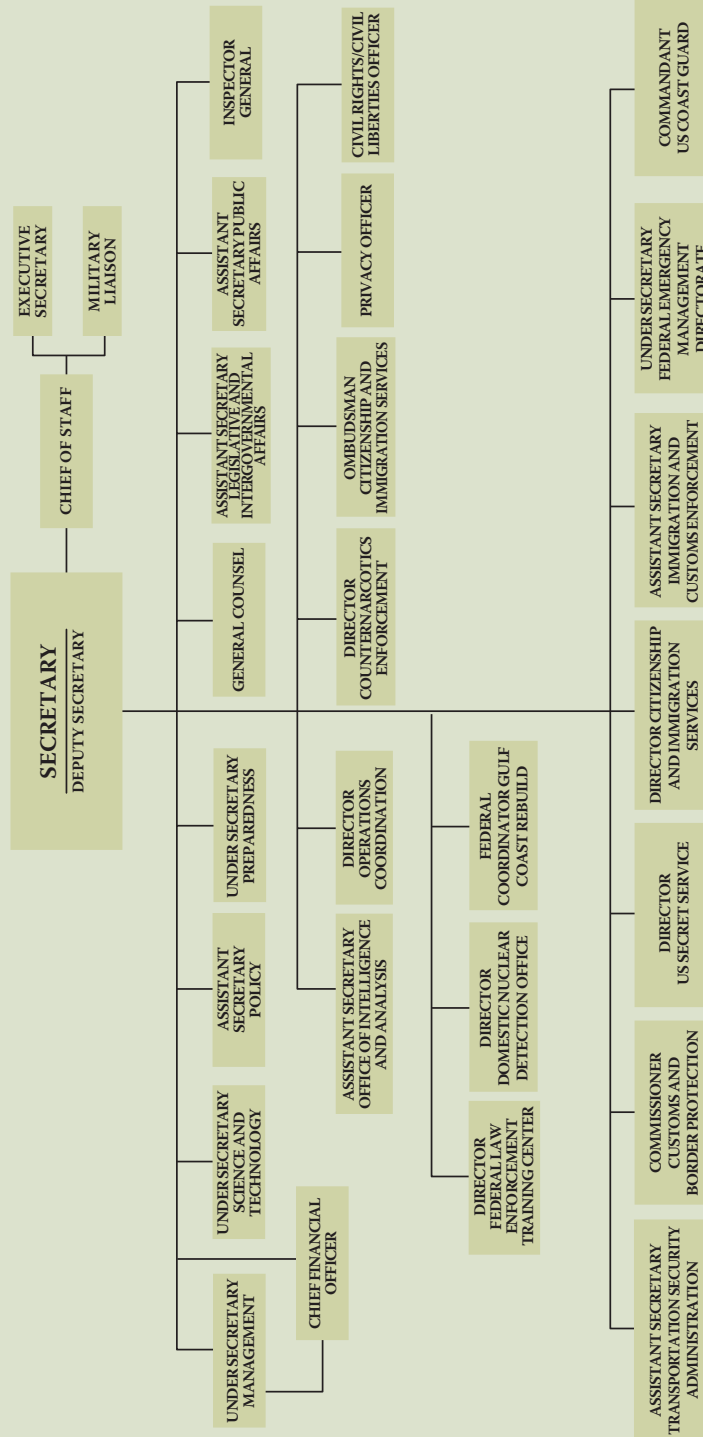 SECRETARY
DEPUTY SECRETARY
CHIEF OF STAFF
EXECUTIVE
SECRETARY
MILITARY
LIAISON
UNDER SECRETARY
MANAGEMENT
CHIEF FINANCIAL
OFFICER
UNDER SECRETARY
SCIENCE AND
TECHNOLOGY
ASSISTANT
SECRETARY
POLICY
UNDER SECRETARY
PREPAREDNESS
GENERAL COUNSEL
ASSISTANT SECRETARY
LEGISLATIVE AND
INTERGOVERNMENTAL
AFFAIRS
ASSISTANT
SECRETARY PUBLIC
AFFAIRS
INSPECTOR
GENERAL
ASSISTANT SECRETARY
OFFICE OF INTELLIGENCE
AND ANALYSIS
DIRECTOR
OPERATIONS
COORDINATION
DIRECTOR
COUNTERNARCOTICS
ENFORCEMENT
OMBUDSMAN
CITIZENSHIP AND
IMMIGRATION SERVICES
PRIVACY OFFICER
CIVIL RIGHTS/CIVIL
LIBERTIES OFFICER
DIRECTOR
FEDERAL LAW
ENFORCEMENT
TRAINING CENTER
DIRECTOR
DOMESTIC NUCLEAR
DETECTION OFFICE
FEDERAL
COORDINATOR GULF
COAST REBUILD
ASSISTANT SECRETARY
TRANSPORTATION SECURITY
ADMINISTRATION
COMMISSIONER
CUSTOMS AND
BORDER PROTECTION
DIRECTOR
US SECRET SERVICE
DIRECTOR CITIZENSHIP
AND IMMIGRATION
SERVICES
ASSISTANT SECRETARY
IMMIGRATION AND
CUSTOMS ENFORCEMENT
UNDER SECRETARY
FEDERAL EMERGENCY
MANAGEMENT
DIRECTORATE
COMMANDANT
US COAST GUARD